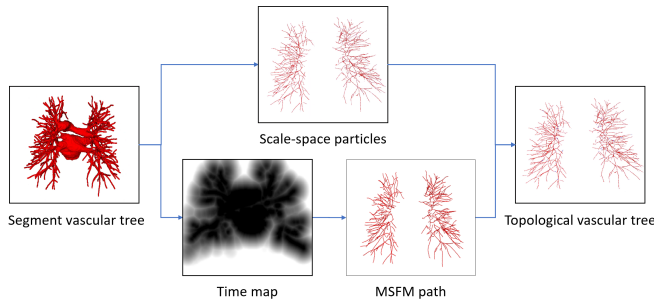 Scale-space particles
Segment vascular tree
Topological vascular tree
Time map
MSFM path